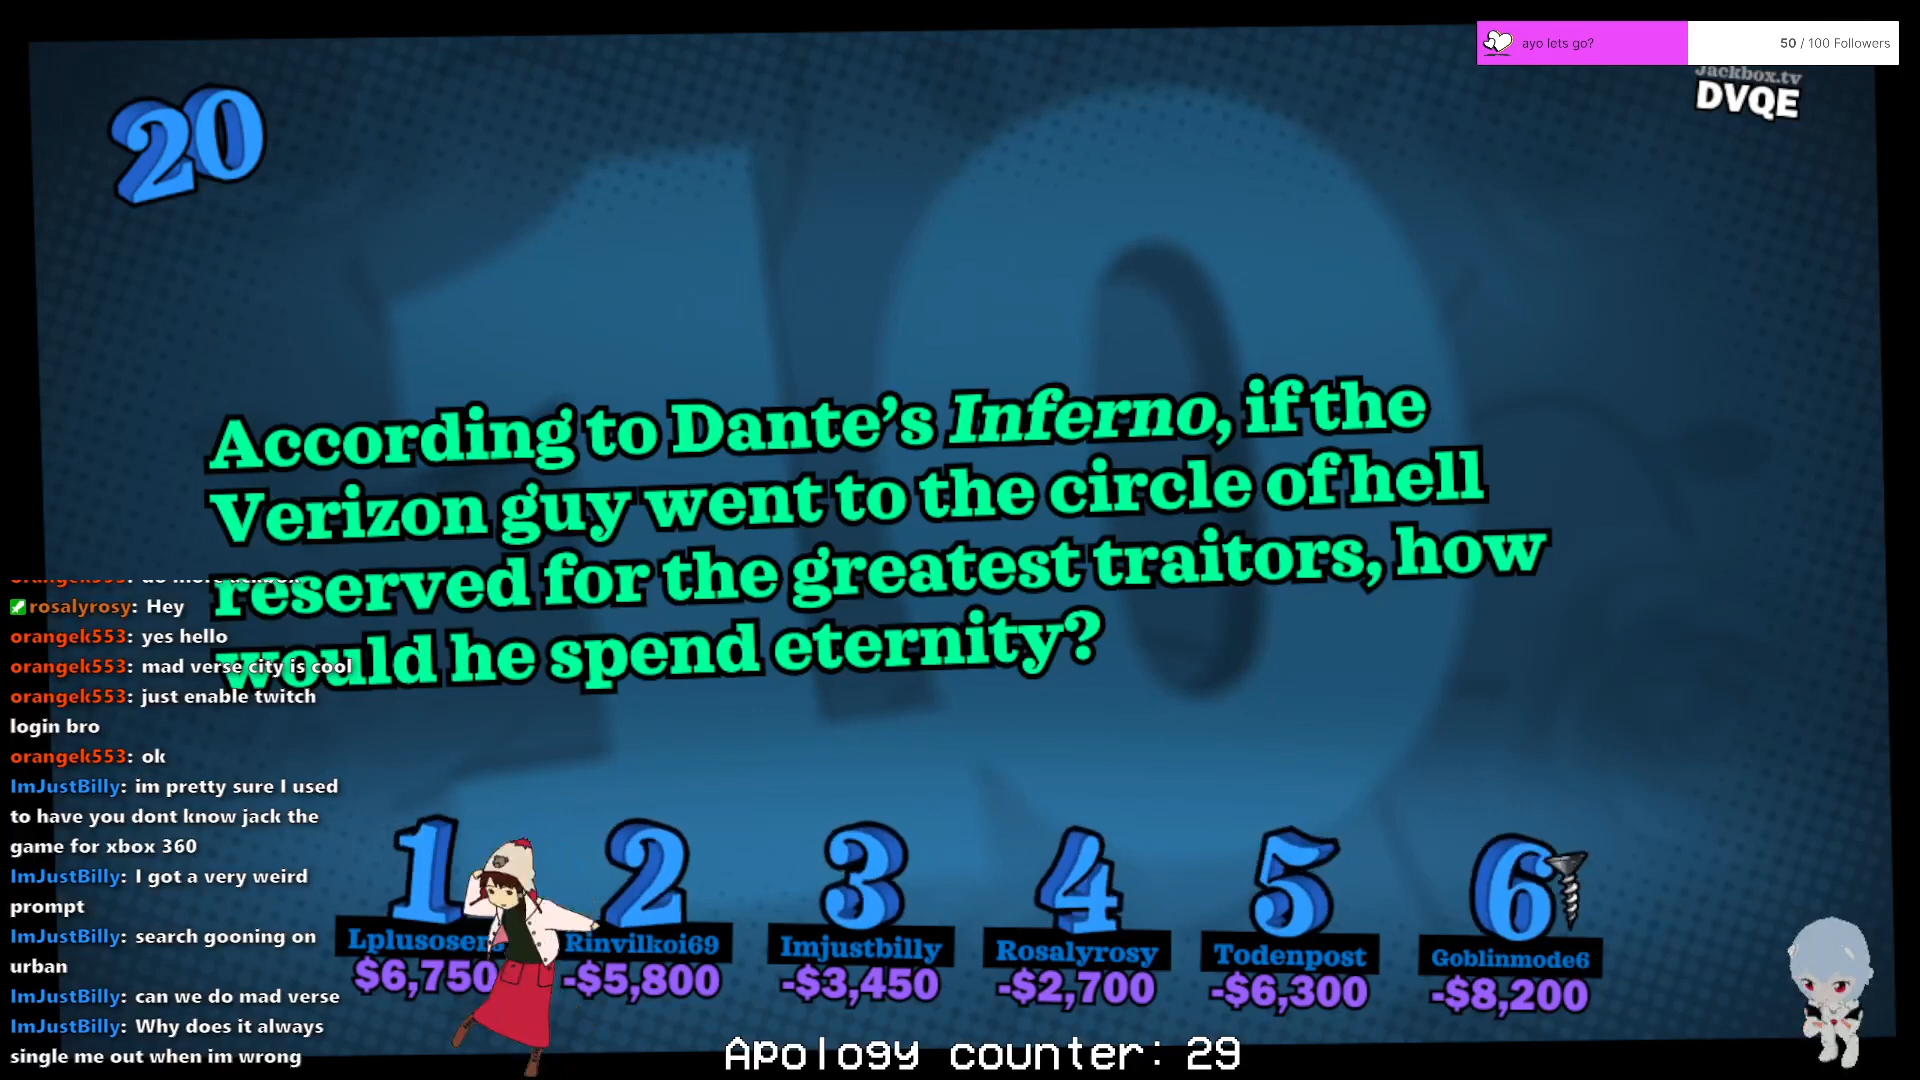 ayo lets go?
50 / 100 Followers
Jackbox.tv
DVQE
20
According to Dante's Inferno, if the
Verizon guy went to the circle of hell
reserved for the greatest traitors, how
would he spend eternity?
rosalyrosy: Hey
orangek553: yes hello
orangek553: mad verse city is cool
orangek553: just enable twitch
login bro
orangek553: ok
ImJustBilly: im pretty sure I used
to have you dont know jack the
game for xbox 360
ImJustBilly: I got a very weird
prompt
ImJustBilly: search gooning on
urban
ImJustBilly: can we do mad verse
ImJustBilly: Why does it always
single me out when im wrong
1 2 3 4 5 6
Rinvilkoi69 Imjustbilly Rosalyrosy Todenpost Goblinmode6
$6,750 -$5,800 -$3,450 -$2,700 -$6,300 -$8,200
Apology counter: 29